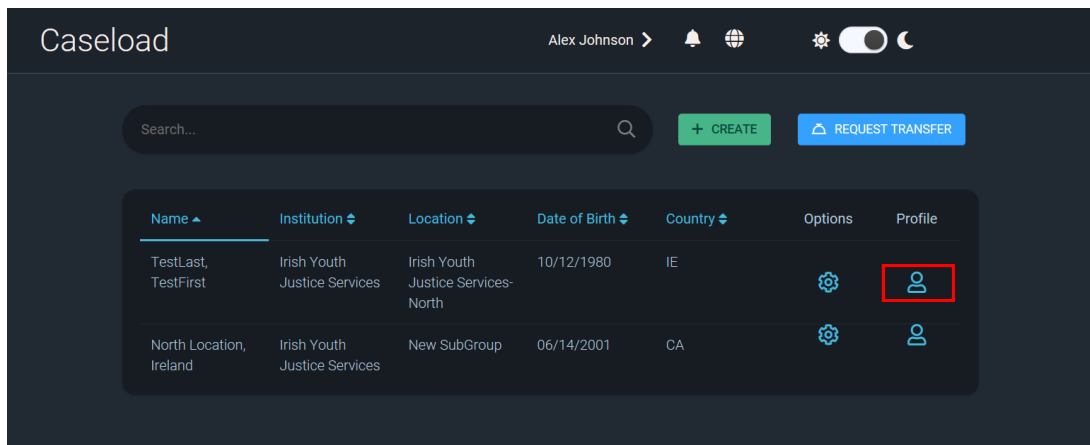 Caseload
Alex Johnson
Search...
+ CREATE
REQUEST TRANSFER
Name Institution Location Date of Birth Country Options Profile
TestLast, Irish Youth Irish Youth 10/12/1980 IE
TestFirst Justice Services Justice Services-
North
North Location, Irish Youth New SubGroup 06/14/2001 CA
Ireland Justice Services